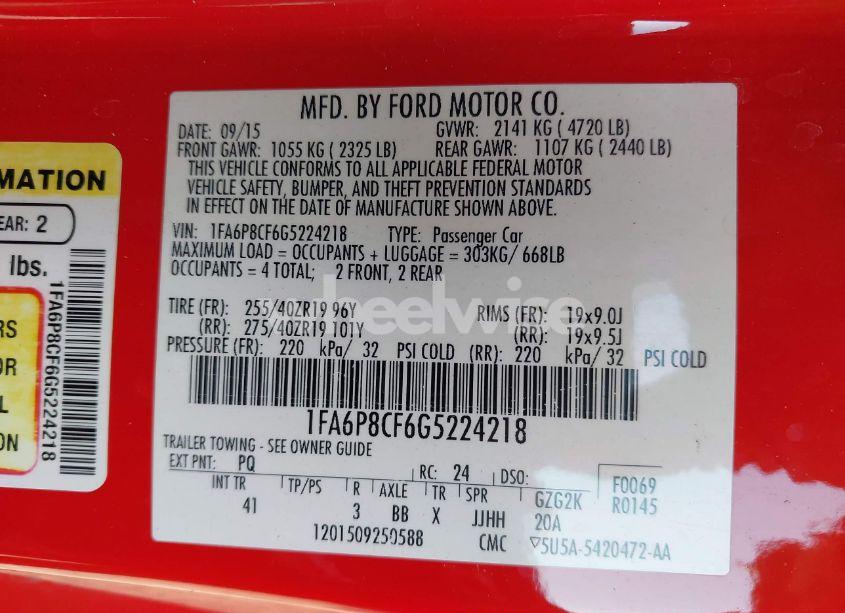 MFD. BY FORD MOTOR CO.
DATE: 09/15 GVWR: 2141 KG ( 4720 LB)
FRONT GAWR: 1055 KG ( 2325 LB) REAR GAWR: 1107 KG ( 2440 LB)
THIS VEHICLE CONFORMS TO ALL APPLICABLE FEDERAL MOTOR
VEHICLE SAFETY, BUMPER, AND THEFT PREVENTION STANDARDS
IN EFFECT ON THE DATE OF MANUFACTURE SHOWN ABOVE.
VIN: 1FA6P8CF6G5224218 TYPE: Passenger Car
MAXIMUM LOAD = OCCUPANTS + LUGGAGE = 303KG/ 668LB
OCCUPANTS = 4 TOTAL; 2 FRONT, 2 REAR
TIRE (FR): 255/40ZR19 96Y RIMS (FR): 19x9.0J
(RR): 275/40ZR19 101Y (RR): 19x9.5J
PRESSURE (FR): 220 kPa/ 32 PSI COLD (RR): 220 kPa/ 32 PSI COLD
1FA6P8CF6G5224218
TRAILER TOWING - SEE OWNER GUIDE
EXT PNT: PQ RC: 24 DSO: F0069
INT TR TP/PS R AXLE TR SPR GZG2K R0145
41 3 BB X JJHH 20A
1201509250588 CMC ▽5U5A-5420472-AA
MATION
EAR: 2
lbs.
RS
OR
L
ON
1FA6P8CF6G5224218
heelwise